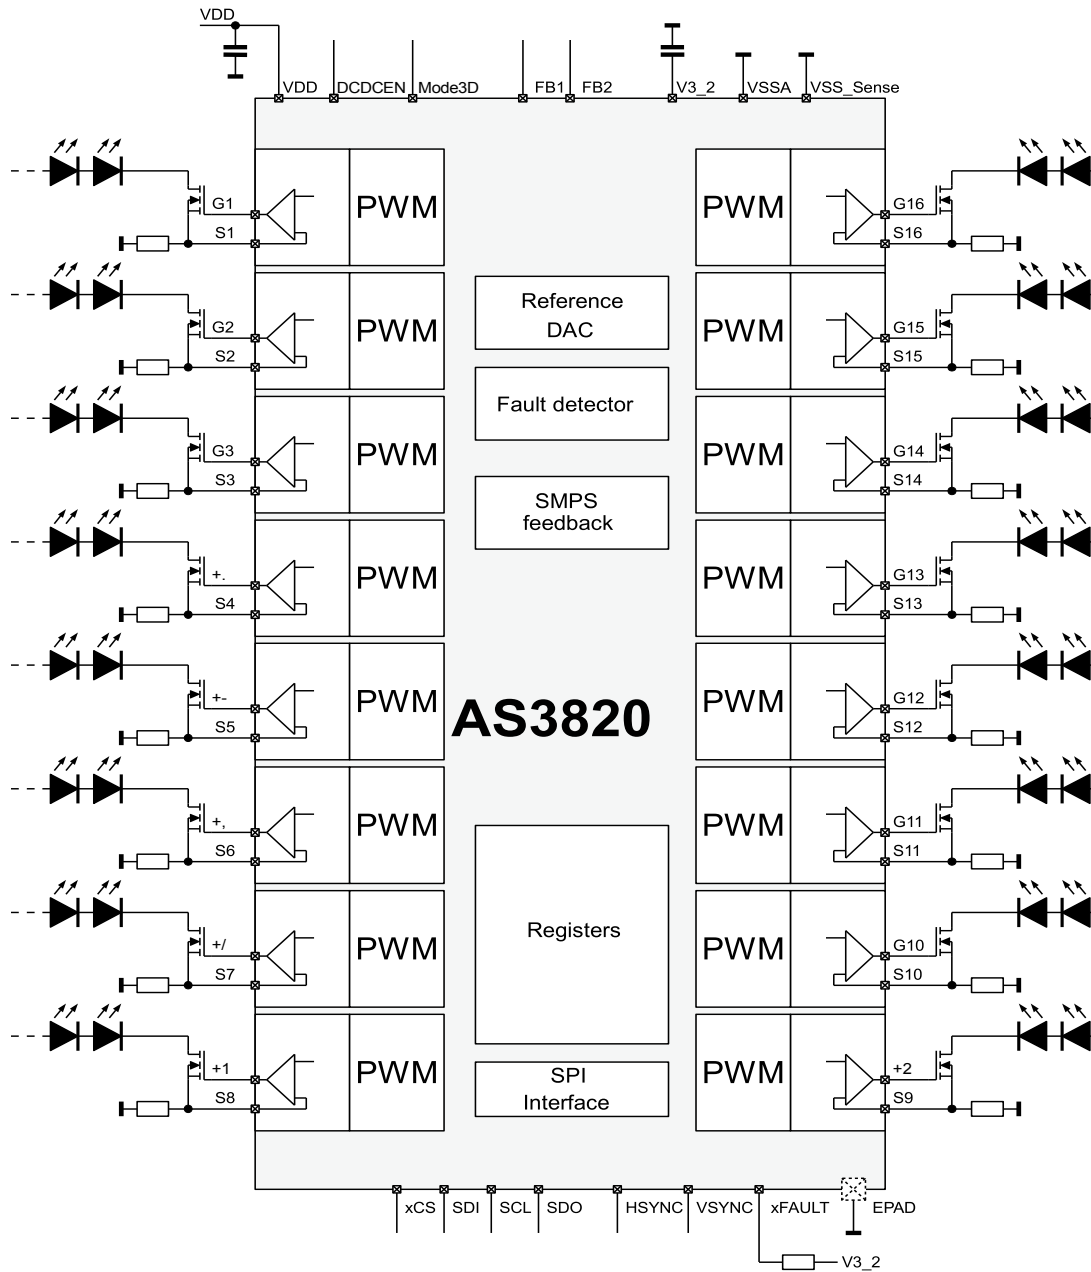 VDD
VDD
DCDCEN
Mode3D
FB1
FB2
V3_2
VSSA
VSS_Sense
G1
S1
PWM
PWM
G16
S16
G2
S2
PWM
Reference
DAC
PWM
G15
S15
G3
S3
PWM
Fault detector
PWM
G14
S14
SMPS
feedback
+.
S4
PWM
PWM
G13
S13
+-
S5
PWM
AS3820
PWM
G12
S12
+,
S6
PWM
PWM
G11
S11
+/
S7
PWM
Registers
PWM
G10
S10
+1
S8
PWM
SPI
Interface
PWM
+2
S9
xCS
SDI
SCL
SDO
HSYNC
VSYNC
xFAULT
EPAD
V3_2